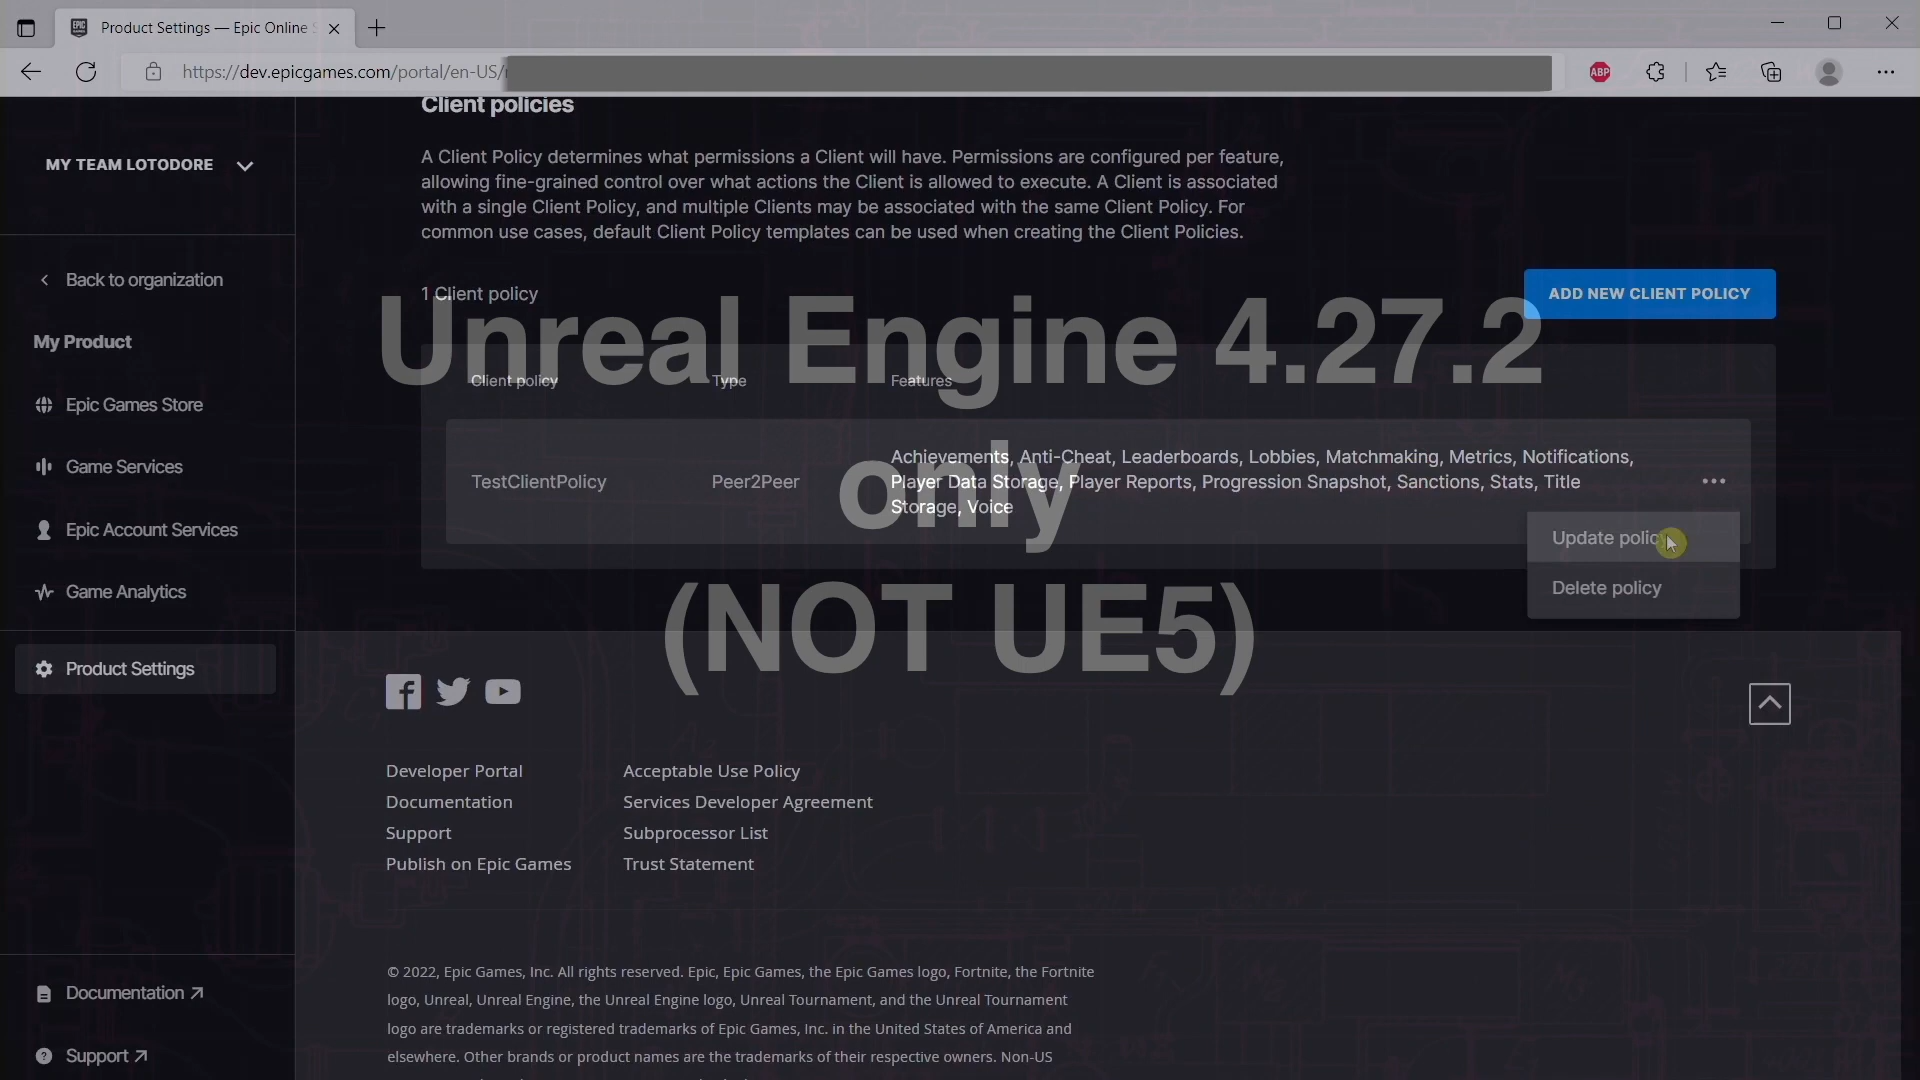 Product Settings — Epic Online
https://dev.epicgames.com/portal/en-US/
ABP
MY TEAM LOTODORE
Back to organization
My Product
Epic Games Store
Game Services
Epic Account Services
Game Analytics
Product Settings
Documentation
Support
Client policies
A Client Policy determines what permissions a Client will have. Permissions are configured per feature,
allowing fine-grained control over what actions the Client is allowed to execute. A Client is associated
with a single Client Policy, and multiple Clients may be associated with the same Client Policy. For
common use cases, default Client Policy templates can be used when creating the Client Policies.
1 Client policy
ADD NEW CLIENT POLICY
Unreal Engine 4.27.2
only
(NOT UE5)
Client policy
Type
Features
TestClientPolicy
Peer2Peer
Achievements, Anti-Cheat, Leaderboards, Lobbies, Matchmaking, Metrics, Notifications,
Player Data Storage, Player Reports, Progression Snapshot, Sanctions, Stats, Title
Storage, Voice
Update policy
Delete policy
Developer Portal
Documentation
Support
Publish on Epic Games
Acceptable Use Policy
Services Developer Agreement
Subprocessor List
Trust Statement
© 2022, Epic Games, Inc. All rights reserved. Epic, Epic Games, the Epic Games logo, Fortnite, the Fortnite
logo, Unreal, Unreal Engine, the Unreal Engine logo, Unreal Tournament, and the Unreal Tournament
logo are trademarks or registered trademarks of Epic Games, Inc. in the United States of America and
elsewhere. Other brands or product names are the trademarks of their respective owners. Non-US